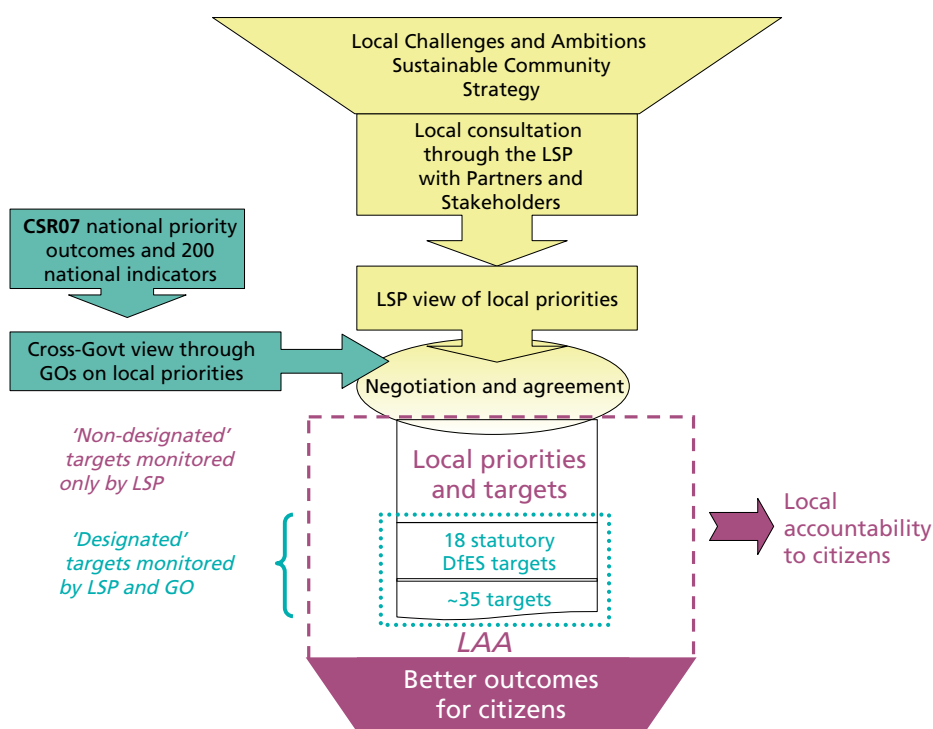 Local Challenges and Ambitions
Sustainable Community
Strategy
Local consultation
through the LSP
with Partners and
Stakeholders
CSR07 national priority
outcomes and 200
national indicators
LSP view of local priorities
Cross-Govt view through
GOs on local priorities
Negotiation and agreement
'Non-designated'
targets monitored
only by LSP
Local priorities
and targets
Local
accountability
to citizens
'Designated'
targets monitored
by LSP and GO
18 statutory
DfES targets
~35 targets
LAA
Better outcomes
for citizens